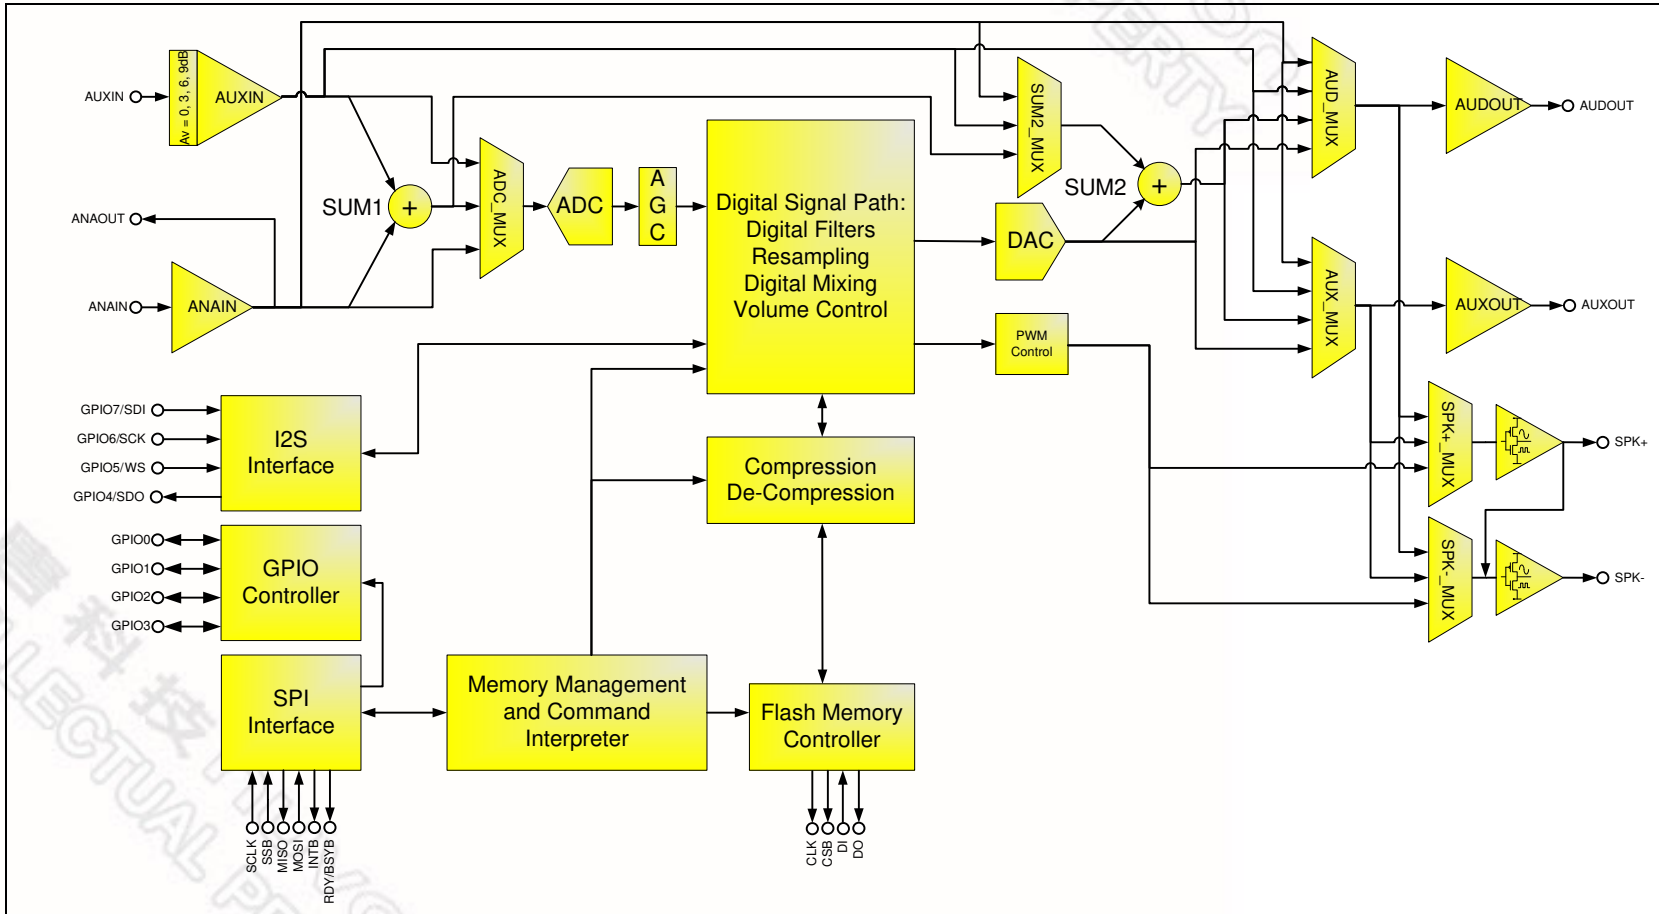 AUXIN
Av = 0, 3, 6, 9dB
AUXIN
SUM1
+
ANAOUT
ANAIN
ANAIN
ADC_MUX
ADC
A
G
C
Digital Signal Path:
Digital Filters
Resampling
Digital Mixing
Volume Control
SUM2_MUX
SUM2
+
DAC
PWM
Control
AUD_MUX
AUDOUT
AUDOUT
AUX_MUX
AUXOUT
AUXOUT
SPK+_MUX
SPK+
SPK-_MUX
SPK-
GPIO7/SDI
GPIO6/SCK
GPIO5/WS
GPIO4/SDO
I2S
Interface
Compression
De-Compression
GPIO0
GPIO1
GPIO2
GPIO3
GPIO
Controller
SPI
Interface
Memory Management
and Command
Interpreter
Flash Memory
Controller
SCLK
SSB
MISO
MOSI
INTB
RDY/BSYB
CLK
CSB
DI
DO
科技